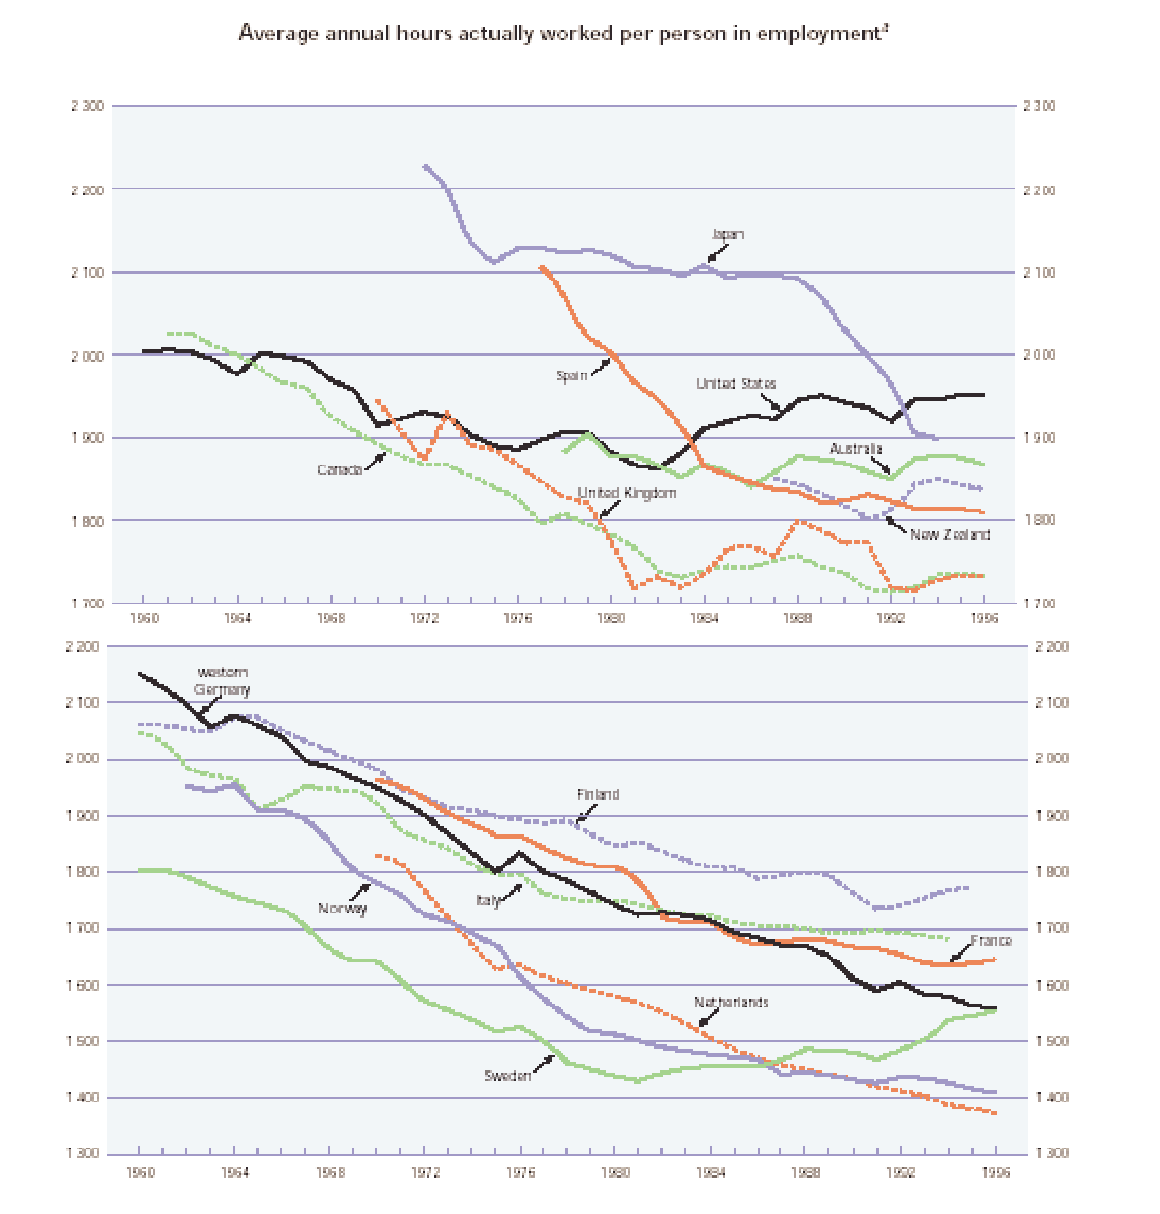 Average annual hours actually worked per person in employmentª
2 300 2 300
2 200 2 200
Japan
2 100 2 100
2 000 2 000
Spain
United States
1 900 1 900
Australia
Canada
United Kingdom
1 800 1 800
New Zealand
1 700 1 700
1960 1964 1968 1972 1976 1980 1984 1988 1992 1996
2 200 2 200
western
Germany
2 100 2 100
2 000 2 000
Finland
1 900 1 900
1 800 1 800
Norway
Italy
1 700 1 700
France
1 600 1 600
Netherlands
1 500 1 500
Sweden
1 400 1 400
1 300 1 300
1960 1964 1968 1972 1976 1980 1984 1988 1992 1996